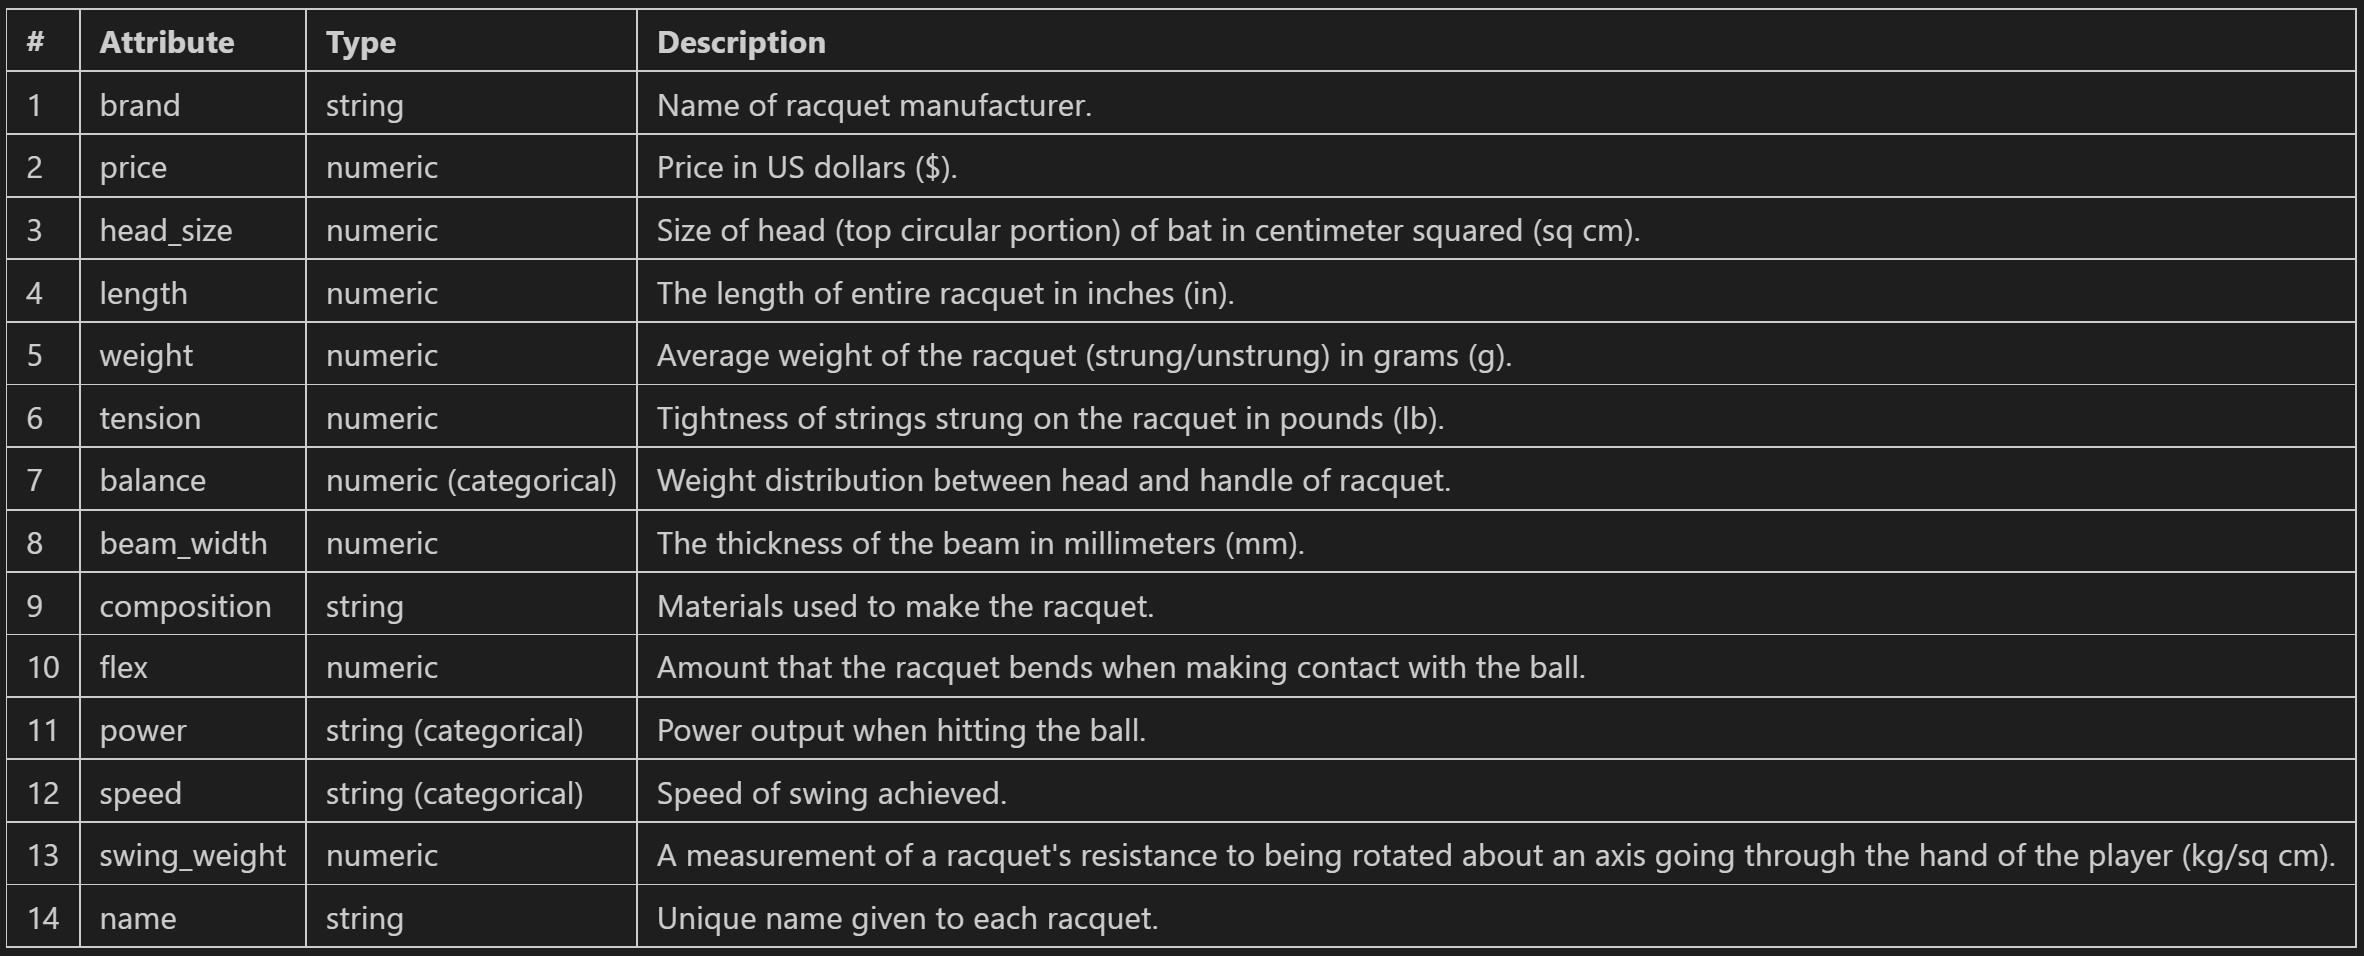 # Attribute Type Description
1 brand string Name of racquet manufacturer.
2 price numeric Price in US dollars ($).
3 head_size numeric Size of head (top circular portion) of bat in centimeter squared (sq cm).
4 length numeric The length of entire racquet in inches (in).
5 weight numeric Average weight of the racquet (strung/unstrung) in grams (g).
6 tension numeric Tightness of strings strung on the racquet in pounds (lb).
7 balance numeric (categorical) Weight distribution between head and handle of racquet.
8 beam_width numeric The thickness of the beam in millimeters (mm).
9 composition string Materials used to make the racquet.
10 flex numeric Amount that the racquet bends when making contact with the ball.
11 power string (categorical) Power output when hitting the ball.
12 speed string (categorical) Speed of swing achieved.
13 swing_weight numeric A measurement of a racquet's resistance to being rotated about an axis going through the hand of the player (kg/sq cm).
14 name string Unique name given to each racquet.